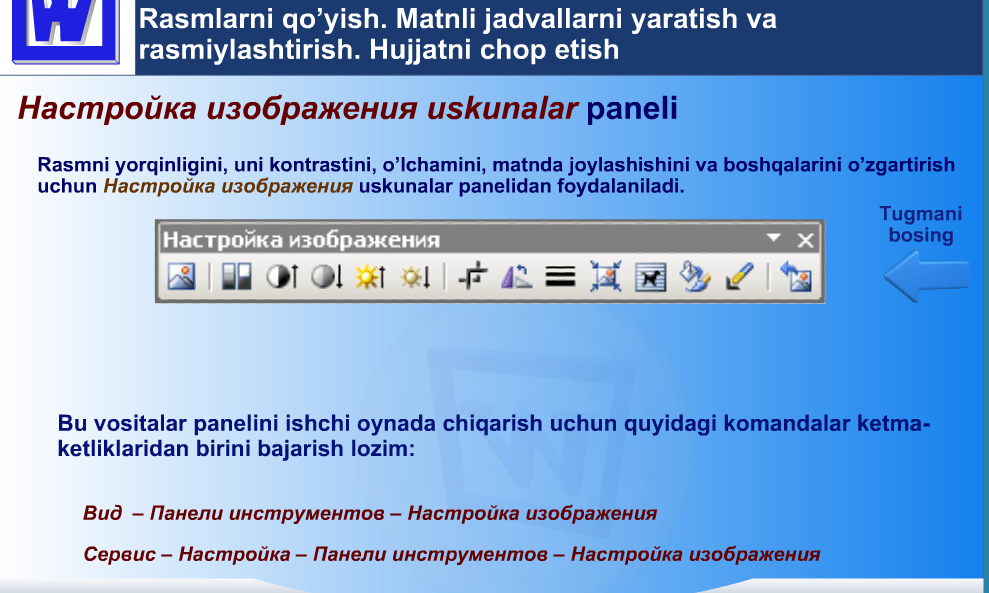 Rasmlarni qo’yish. Matnli jadvallarni yaratish va
rasmiylashtirish. Hujjatni chop etish
Настройка изображения uskunalar paneli
Rasmni yorqinligini, uni kontrastini, o’lchamini, matnda joylashishini va boshqalarini o’zgartirish
uchun Настройка изображения uskunalar panelidan foydalaniladi.
Tugmani
bosing
Настройка изображения
Bu vositalar panelini ishchi oynada chiqarish uchun quyidagi komandalar ketma-
ketliklaridan birini bajarish lozim:
Вид – Панели инструментов – Настройка изображения
Сервис – Настройка – Панели инструментов – Настройка изображения